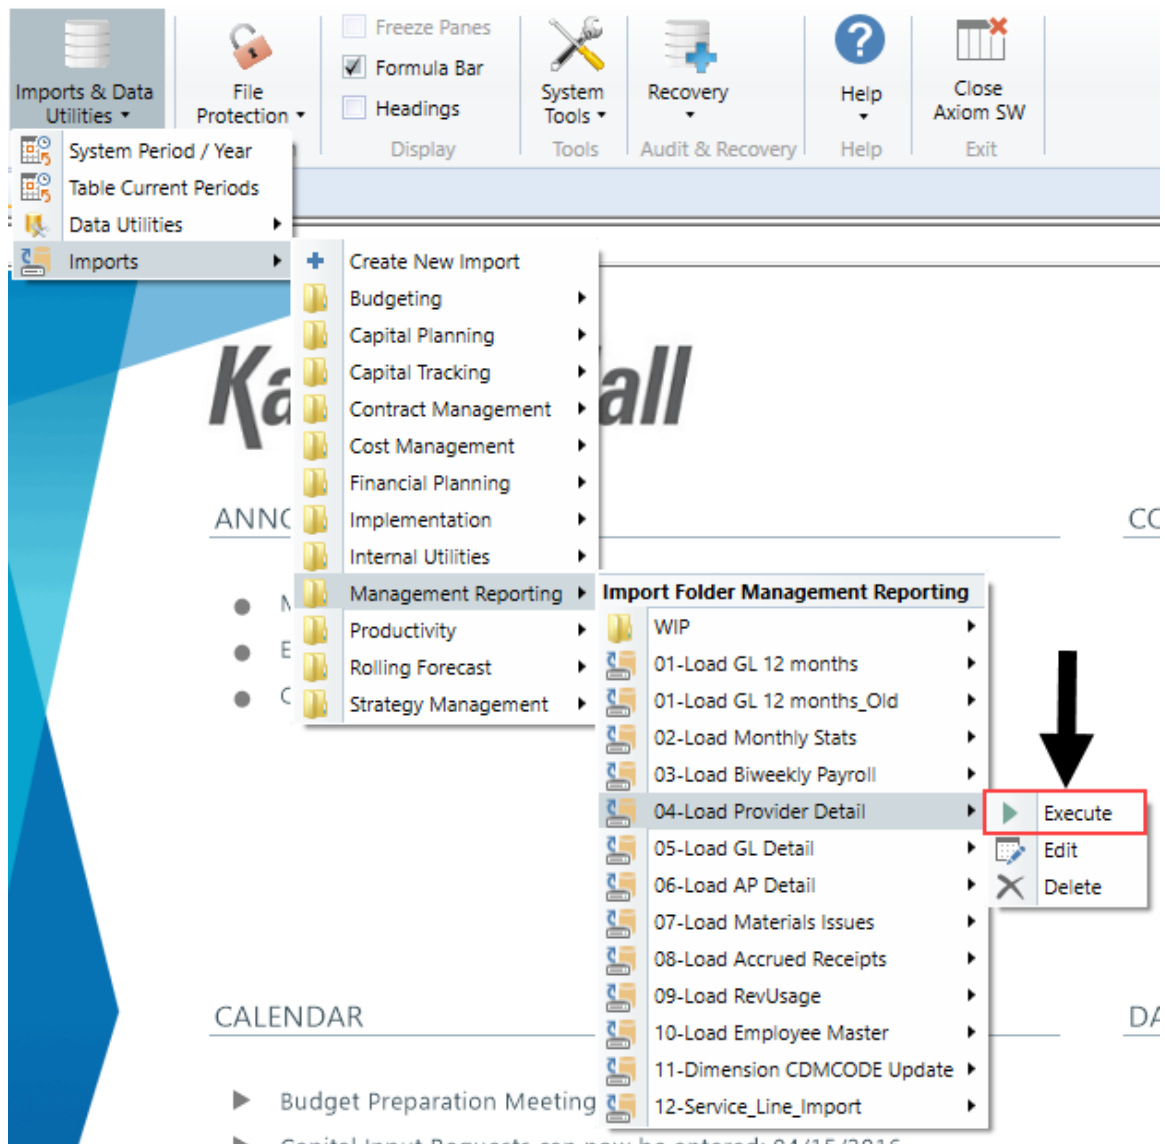 Freeze Panes
Formula Bar
Headings
Imports & Data
Utilities
File
Protection
System
Tools
Recovery
Help
Close
Axiom SW
Display
Tools
Audit & Recovery
Help
Exit
System Period / Year
Table Current Periods
Data Utilities
Imports
Create New Import
Budgeting
Capital Planning
Capital Tracking
Contract Management
Cost Management
Financial Planning
Implementation
Internal Utilities
Management Reporting
Productivity
Rolling Forecast
Strategy Management
Import Folder Management Reporting
WIP
01-Load GL 12 months
01-Load GL 12 months_Old
02-Load Monthly Stats
03-Load Biweekly Payroll
04-Load Provider Detail
05-Load GL Detail
06-Load AP Detail
07-Load Materials Issues
08-Load Accrued Receipts
09-Load RevUsage
10-Load Employee Master
11-Dimension CDMCODE Update
12-Service_Line_Import
Execute
Edit
Delete
CALENDAR
Budget Preparation Meeting